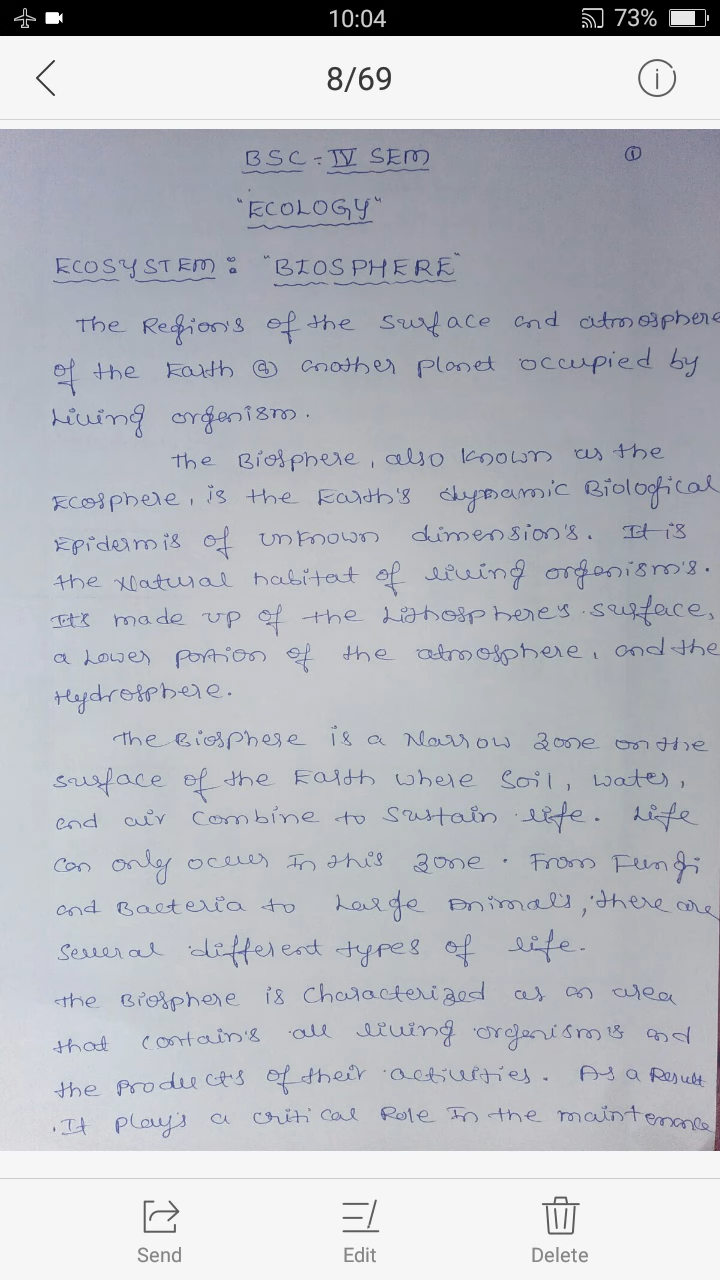 10:04
73%
8/69
BSC - IV SEM
①
"ECOLOGY"
ECOSYSTEM : "BIOSPHERE"
The Region's of the surface and atmosphere
of the Earth @ another planet occupied by
Living organism.
The Biosphere, also known as the
Ecosphere, is the Earth's dynamic Biological
Epidermis of unknown dimension's. It is
the Natural habitat of living organism's.
It's made up of the Lithosphere's surface,
a Lower portion of the atmosphere, and the
Hydrosphere.
The Biosphere is a Narrow zone on the
surface of the Earth where soil, water,
and air combine to sustain life. Life
can only occur In this zone. From Fungi
and Bacteria to Large Animal's, there are
several different types of life.
The Biosphere is characterized as an area
that contain's all living organism's and
the product's of their activities. As a Result
.It play's a critical Role In the maintenance
Send
Edit
Delete